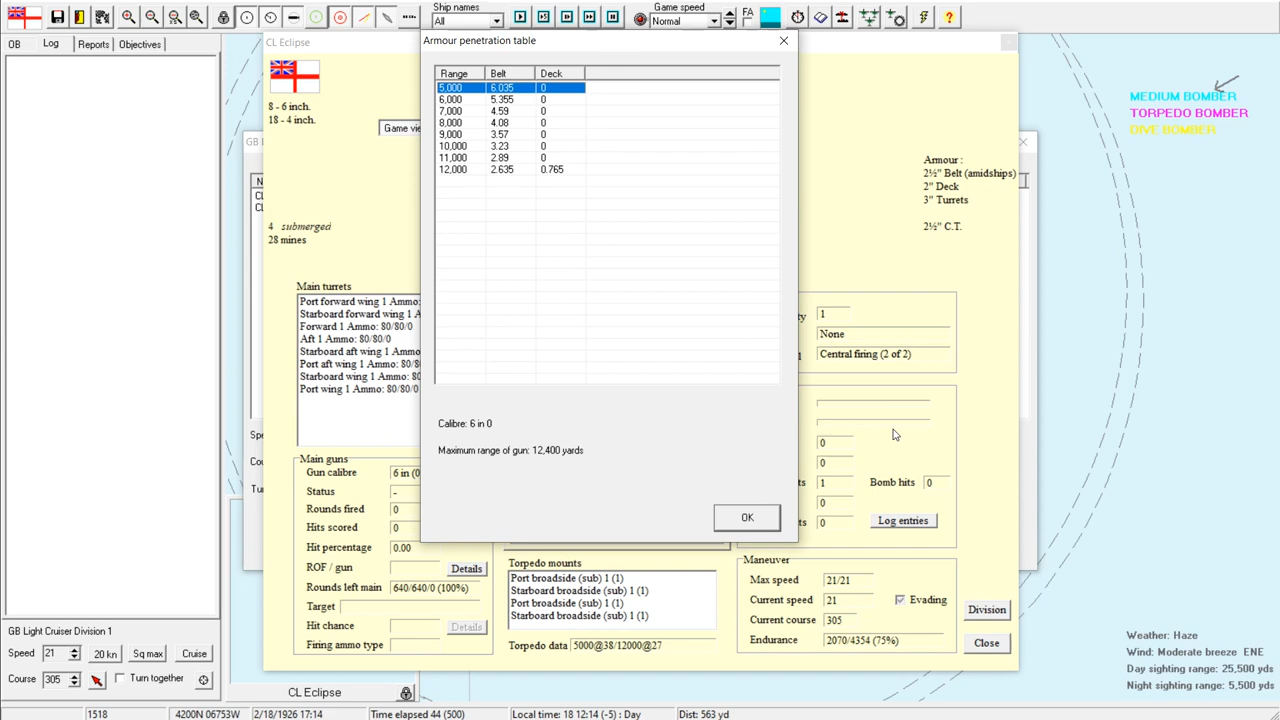 Ship names
All
Game speed
Normal
FA
OB
Log
Reports
Objectives
CL Eclipse
8 - 6 inch.
18 - 4 inch.
Game vie
GB
N
CL
CL
4 submerged
28 mines
Spe
Cou
Tur
Armour penetration table
Range Belt Deck
5,000 6.035 0
6,000 5.355 0
7,000 4.59 0
8,000 4.08 0
9,000 3.57 0
10,000 3.23 0
11,000 2.89 0
12,000 2.635 0.765
Calibre: 6 in 0
Maximum range of gun: 12,400 yards
OK
MEDIUM BOMBER
TORPEDO BOMBER
DIVE BOMBER
Armour :
2½" Belt (amidships)
2" Deck
3" Turrets
2½" C.T.
Main turrets
Port forward wing 1 Ammo:
Starboard forward wing 1 Ammo:
Forward 1 Ammo: 80/80/0
Aft 1 Ammo: 80/80/0
Starboard aft wing 1 Ammo:
Port aft wing 1 Ammo: 80/8
Starboard wing 1 Ammo: 80
Port wing 1 Ammo: 80/80/0
Main guns
Gun calibre 6 in (0
Status -
Rounds fired 0
Hits scored 0
Hit percentage 0.00
ROF / gun Details
Rounds left main 640/640/0 (100%)
Target
Hit chance Details
Firing ammo type
Torpedo mounts
Port broadside (sub) 1 (1)
Starboard broadside (sub) 1 (1)
Port broadside (sub) 1 (1)
Starboard broadside (sub) 1 (1)
Torpedo data 5000@38/12000@27
ty 1
None
1 Central firing (2 of 2)
0
0
ts 1 Bomb hits 0
0
ts 0 Log entries
Maneuver
Max speed 21/21
Current speed 21 Evading
Current course 305
Endurance 2070/4354 (75%)
Division
Close
GB Light Cruiser Division 1
Speed 21 20 kn Sq max Cruise
Course 305 Turn together
CL Eclipse
Weather: Haze
Wind: Moderate breeze ENE
Day sighting range: 25,500 yds
Night sighting range: 5,500 yds
1518 4200N 06753W 2/18/1926 17:14 Time elapsed 44 (500) Local time: 18 12:14 (-5) : Day Dist: 563 yd